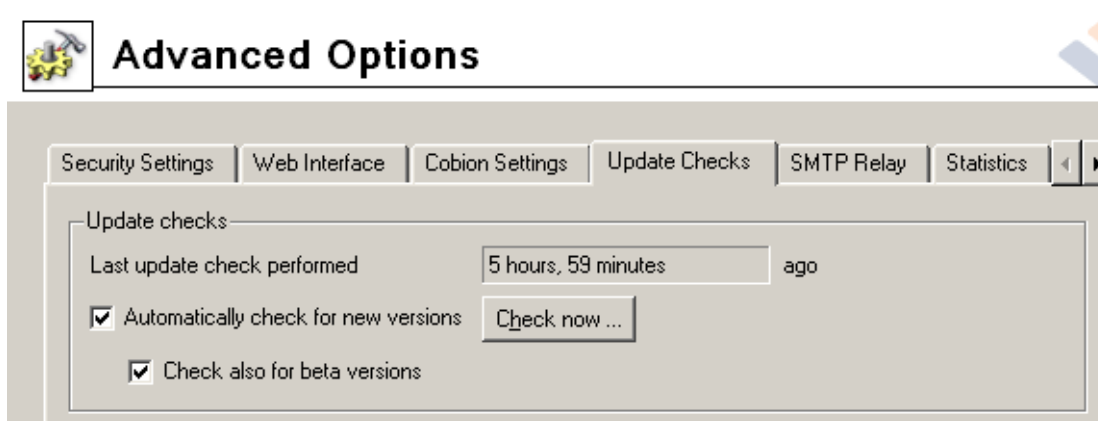 Advanced Options
Security Settings Web Interface Cobion Settings Update Checks SMTP Relay Statistics
Update checks
Last update check performed 5 hours, 59 minutes ago
Automatically check for new versions Check now ...
Check also for beta versions